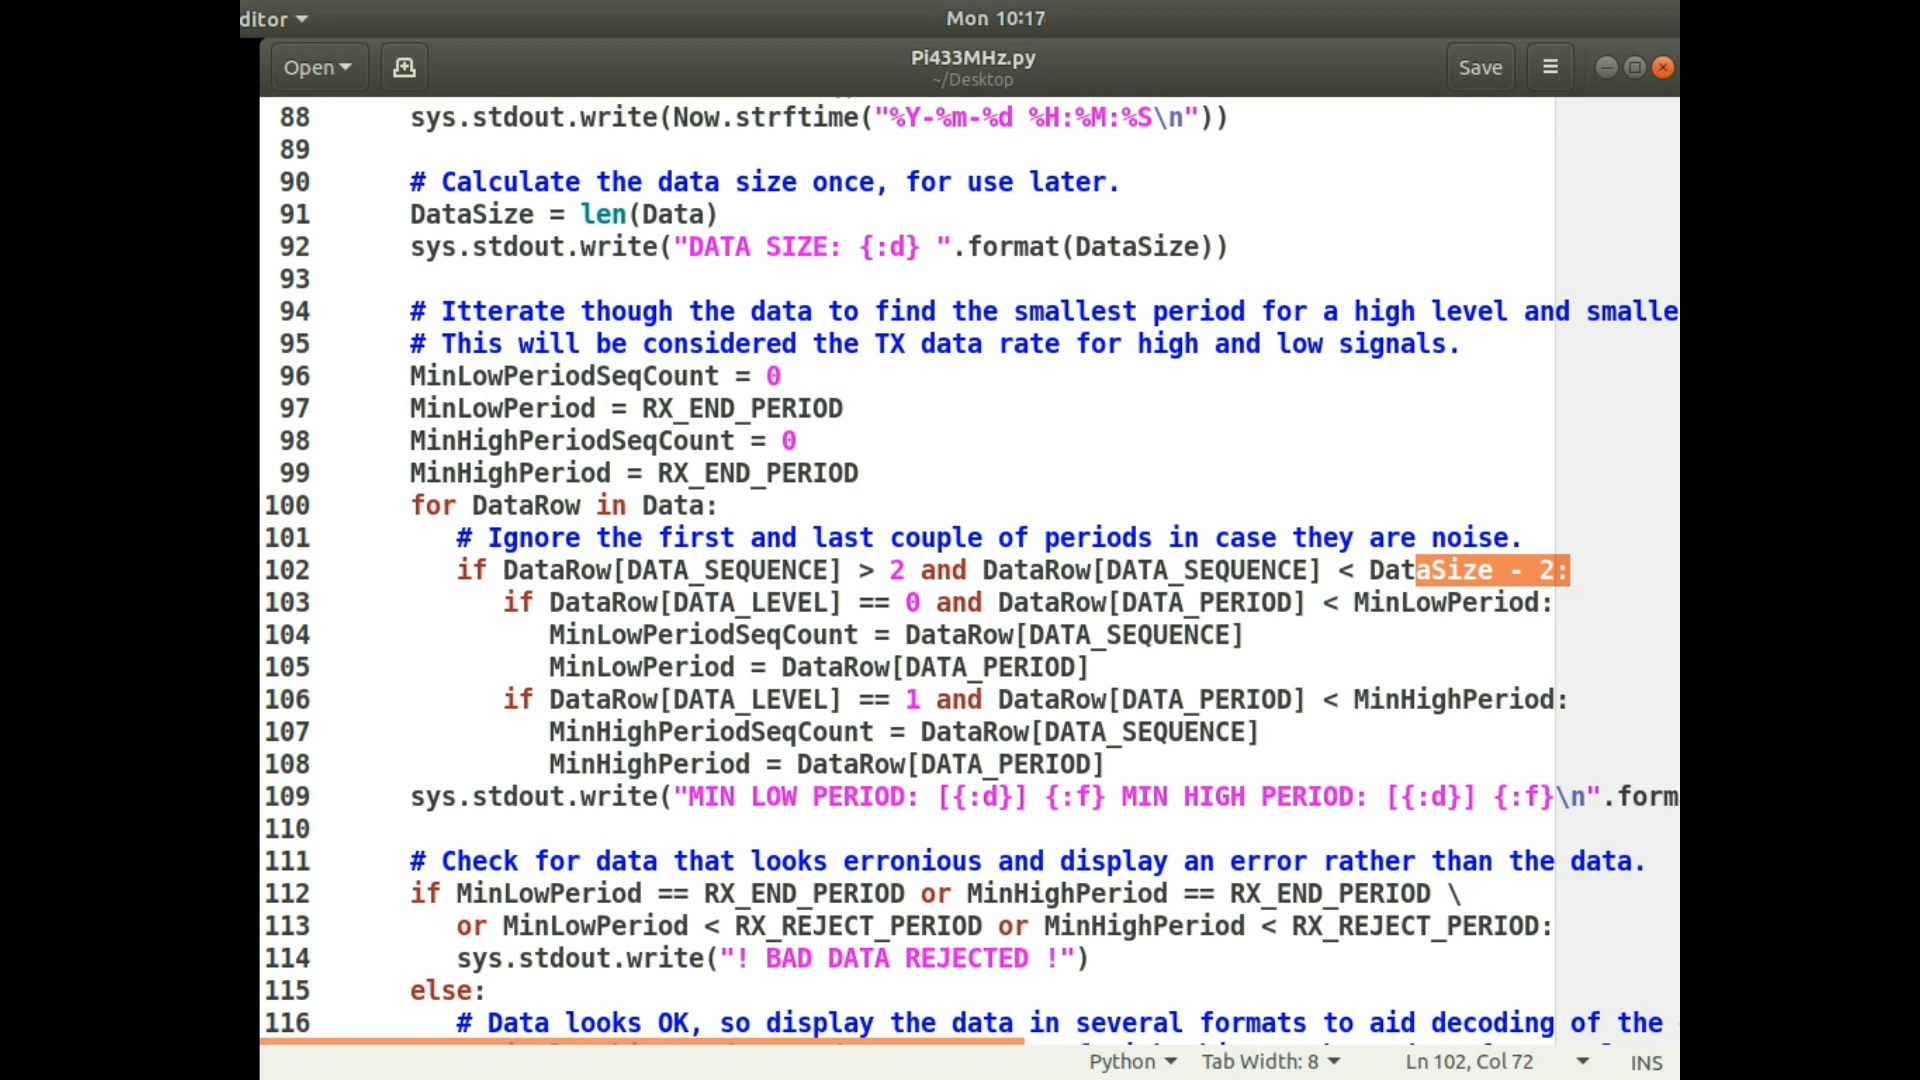 ditor
Mon 10:17
Open
Pi433MHz.py
~/Desktop
Save
88 sys.stdout.write(Now.strftime("%Y-%m-%d %H:%M:%S\n"))
89
90 # Calculate the data size once, for use later.
91 DataSize = len(Data)
92 sys.stdout.write("DATA SIZE: {:d} ".format(DataSize))
93
94 # Itterate though the data to find the smallest period for a high level and smalle
95 # This will be considered the TX data rate for high and low signals.
96 MinLowPeriodSeqCount = 0
97 MinLowPeriod = RX_END_PERIOD
98 MinHighPeriodSeqCount = 0
99 MinHighPeriod = RX_END_PERIOD
100 for DataRow in Data:
101 # Ignore the first and last couple of periods in case they are noise.
102 if DataRow[DATA_SEQUENCE] > 2 and DataRow[DATA_SEQUENCE] < DataSize - 2:
103 if DataRow[DATA_LEVEL] == 0 and DataRow[DATA_PERIOD] < MinLowPeriod:
104 MinLowPeriodSeqCount = DataRow[DATA_SEQUENCE]
105 MinLowPeriod = DataRow[DATA_PERIOD]
106 if DataRow[DATA_LEVEL] == 1 and DataRow[DATA_PERIOD] < MinHighPeriod:
107 MinHighPeriodSeqCount = DataRow[DATA_SEQUENCE]
108 MinHighPeriod = DataRow[DATA_PERIOD]
109 sys.stdout.write("MIN LOW PERIOD: [{:d}] {:f} MIN HIGH PERIOD: [{:d}] {:f}\n".form
110
111 # Check for data that looks erronious and display an error rather than the data.
112 if MinLowPeriod == RX_END_PERIOD or MinHighPeriod == RX_END_PERIOD \
113 or MinLowPeriod < RX_REJECT_PERIOD or MinHighPeriod < RX_REJECT_PERIOD:
114 sys.stdout.write("! BAD DATA REJECTED !")
115 else:
116 # Data looks OK, so display the data in several formats to aid decoding of the
Python
Tab Width: 8
Ln 102, Col 72
INS